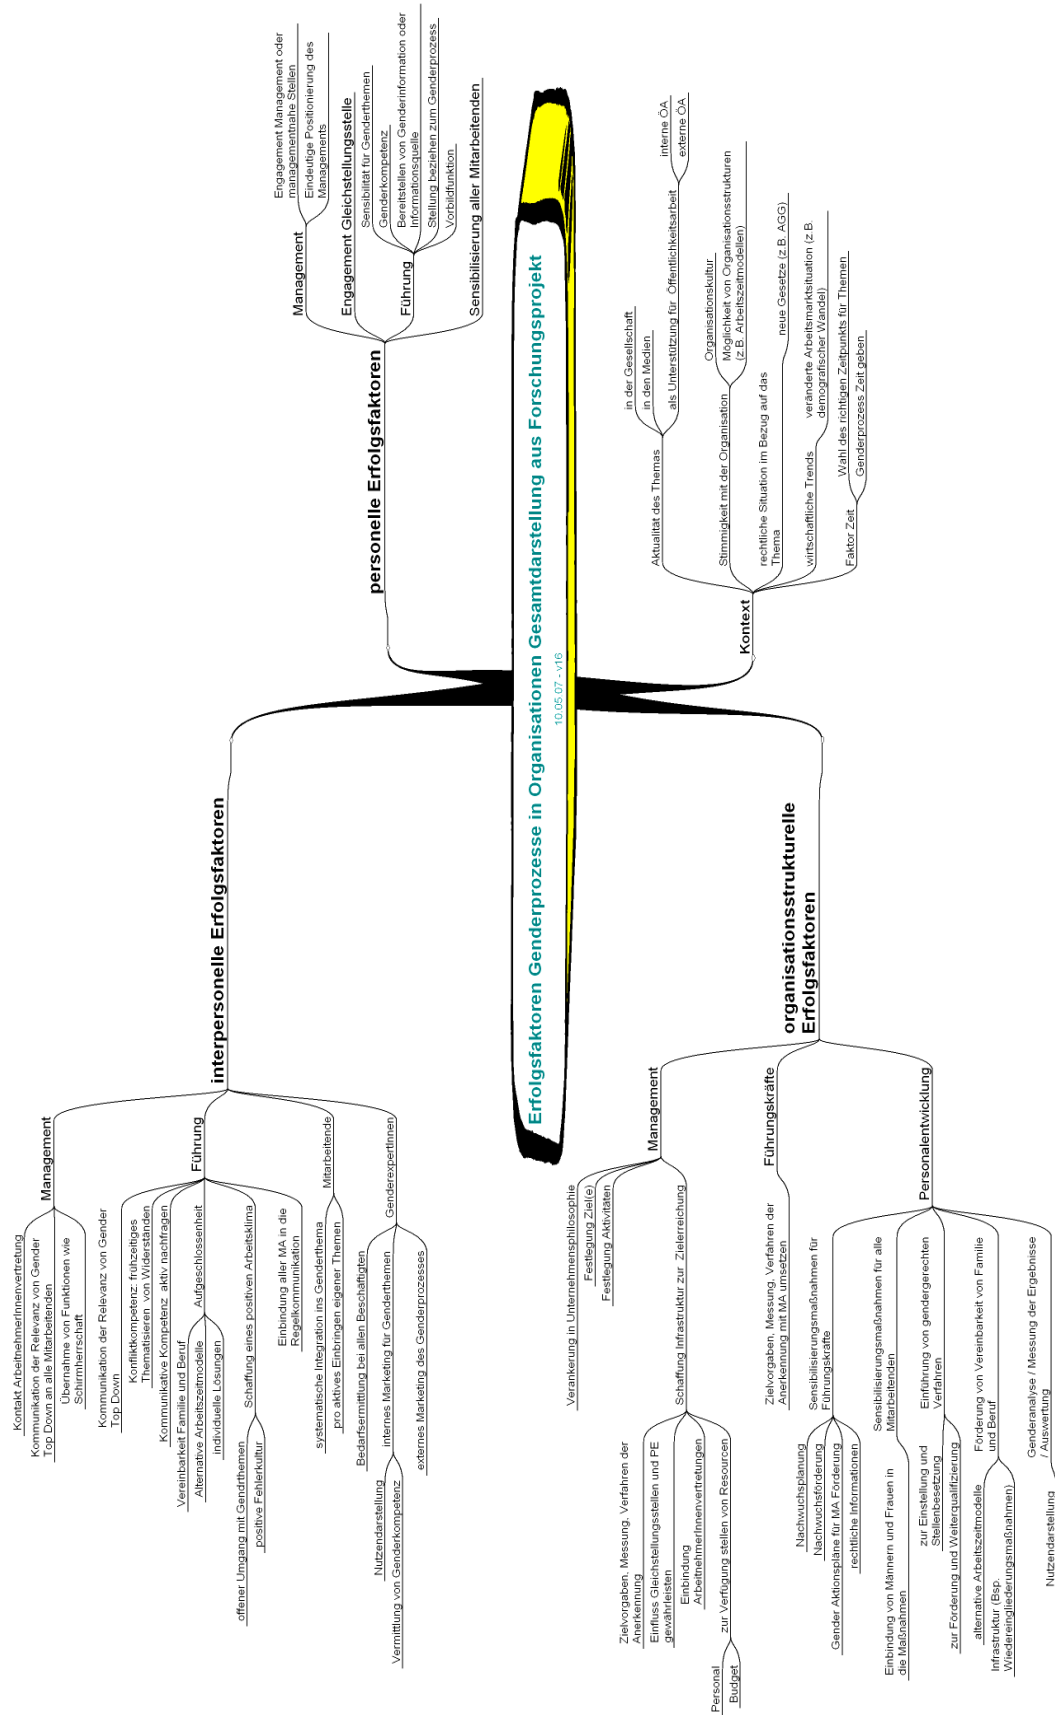 Erfolgsfaktoren Genderprozesse in Organisationen Gesamtdarstellung aus Forschungsprojekt
10.05.07 - v16
interpersonelle Erfolgsfaktoren
Management
Kontakt ArbeitnehmerInnenvertretung
Kommunikation der Relevanz von Gender
Top Down an alle Mitarbeitenden
Übernahme von Funktionen wie
Schirmherrschaft
Führung
Kommunikation der Relevanz von Gender
Top Down
Konfliktkompetenz: frühzeitiges
Thematisieren von Widerständen
Kommunikative Kompetenz aktiv nachfragen
Aufgeschlossenheit
Vereinbarkeit Familie und Beruf
Alternative Arbeitszeitmodelle
individuelle Lösungen
Schaffung eines positiven Arbeitsklima
offener Umgang mit Gendrthemen
positive Fehlerkultur
Einbindung aller MA in die
Regelkommunikation
Mitarbeitende
systematische Integration ins Genderthema
pro aktives Einbringen eigener Themen
GenderexpertInnen
Bedarfsermittlung bei allen Beschäftigten
internes Marketing für Genderthemen
Nutzendarstellung
Vermittlung von Genderkompetenz
externes Marketing des Genderprozesses
personelle Erfolgsfaktoren
Management
Engagement Management oder
managementnahe Stellen
Eindeutige Positionierung des
Managements
Engagement Gleichstellungsstelle
Führung
Sensibilität für Genderthemen
Genderkompetenz
Bereitstellen von Genderinformation oder
Informationsquelle
Stellung beziehen zum Genderprozess
Vorbildfunktion
Sensibilisierung aller Mitarbeitenden
organisationsstrukturelle
Erfolgsfaktoren
Management
Verankerung in Unternehmensphilosophie
Festlegung Ziel(e)
Festlegung Aktivitäten
Schaffung Infrastruktur zur Zielerreichung
Zielvorgaben, Messung, Verfahren der
Anerkennung
Einfluss Gleichstellungsstellen und PE
gewährleisten
Einbindung
ArbeitnehmerInnenvertretungen
zur Verfügung stellen von Resourcen
Personal
Budget
Führungskräfte
Zielvorgaben, Messung, Verfahren der
Anerkennung mit MA umsetzen
Personalentwicklung
Sensibilisierungsmaßnahmen für
Führungskräfte
Nachwuchsplanung
Nachwuchsförderung
Gender Aktionspläne für MA Förderung
rechtliche Informationen
Sensibilisierungsmaßnahmen für alle
Mitarbeitenden
Einbindung von Männern und Frauen in
die Maßnahmen
Einführung von gendergerechten
Verfahren
zur Einstellung und
Stellenbesetzung
zur Förderung und Weiterqualifizierung
Förderung von Vereinbarkeit von Familie
und Beruf
alternative Arbeitszeitmodelle
Infrastruktur (Bsp.
Wiedereingliederungsmaßnahmen)
Genderanalyse / Messung der Ergebnisse
/ Auswertung
Nutzendarstellung
Kontext
Aktualität des Themas
in der Gesellschaft
in den Medien
als Unterstützung für Öffentlichkeitsarbeit
interne ÖA
externe ÖA
Stimmigkeit mit der Organisation
Organisationskultur
Möglichkeit von Organisationsstrukturen
(z.B. Arbeitszeitmodellen)
rechtliche Situation im Bezug auf das
Thema
neue Gesetze (z.B. AGG)
wirtschaftliche Trends
veränderte Arbeitsmarktsituation (z.B.
demografischer Wandel)
Faktor Zeit
Wahl des richtigen Zeitpunkts für Themen
Genderprozess Zeit geben